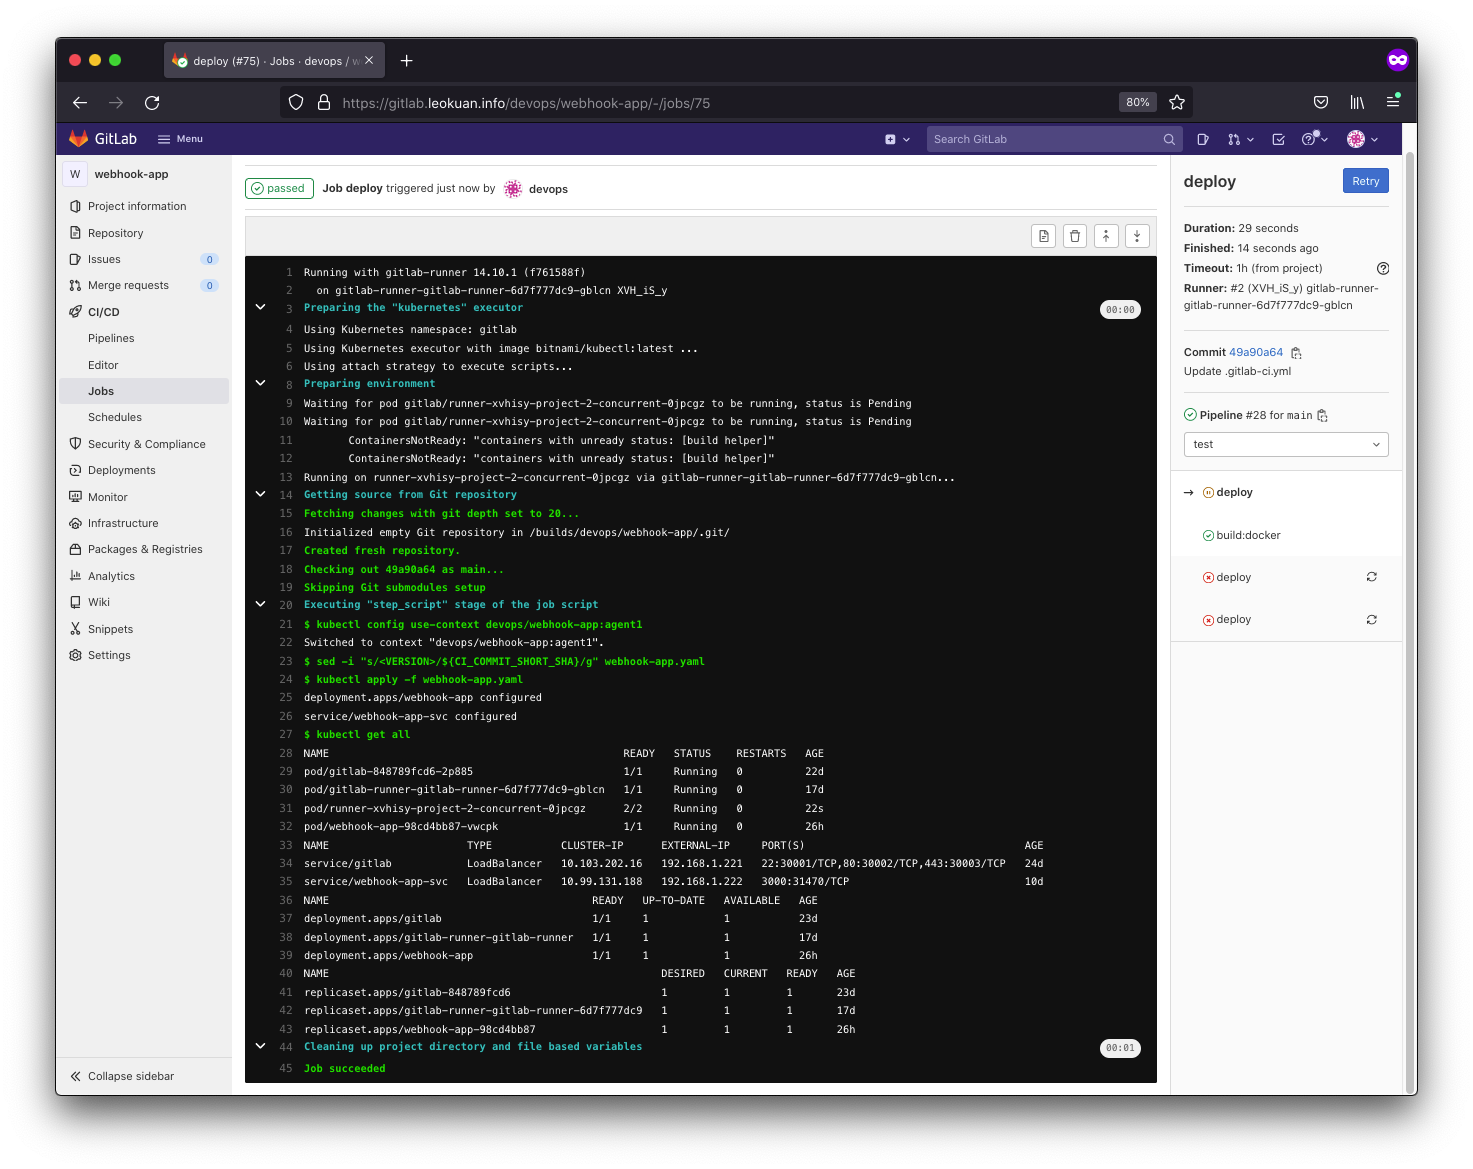 deploy (#75) · Jobs · devops / w
https://gitlab.leokuan.info/devops/webhook-app/-/jobs/75
80%
GitLab
Menu
Search GitLab
W webhook-app
Project information
Repository
Issues 0
Merge requests 0
CI/CD
Pipelines
Editor
Jobs
Schedules
Security & Compliance
Deployments
Monitor
Infrastructure
Packages & Registries
Analytics
Wiki
Snippets
Settings
Collapse sidebar
passed Job deploy triggered just now by devops
1 Running with gitlab-runner 14.10.1 (f761588f)
2 on gitlab-runner-gitlab-runner-6d7f777dc9-gblcn XVH_iS_y
3 Preparing the "kubernetes" executor 00:00
4 Using Kubernetes namespace: gitlab
5 Using Kubernetes executor with image bitnami/kubectl:latest ...
6 Using attach strategy to execute scripts...
8 Preparing environment
9 Waiting for pod gitlab/runner-xvhisy-project-2-concurrent-0jpcgz to be running, status is Pending
10 Waiting for pod gitlab/runner-xvhisy-project-2-concurrent-0jpcgz to be running, status is Pending
11 ContainersNotReady: "containers with unready status: [build helper]"
12 ContainersNotReady: "containers with unready status: [build helper]"
13 Running on runner-xvhisy-project-2-concurrent-0jpcgz via gitlab-runner-gitlab-runner-6d7f777dc9-gblcn...
14 Getting source from Git repository
15 Fetching changes with git depth set to 20...
16 Initialized empty Git repository in /builds/devops/webhook-app/.git/
17 Created fresh repository.
18 Checking out 49a90a64 as main...
19 Skipping Git submodules setup
20 Executing "step_script" stage of the job script
21 $ kubectl config use-context devops/webhook-app:agent1
22 Switched to context "devops/webhook-app:agent1".
23 $ sed -i "s/<VERSION>/${CI_COMMIT_SHORT_SHA}/g" webhook-app.yaml
24 $ kubectl apply -f webhook-app.yaml
25 deployment.apps/webhook-app configured
26 service/webhook-app-svc configured
27 $ kubectl get all
28 NAME READY STATUS RESTARTS AGE
29 pod/gitlab-848789fcd6-2p885 1/1 Running 0 22d
30 pod/gitlab-runner-gitlab-runner-6d7f777dc9-gblcn 1/1 Running 0 17d
31 pod/runner-xvhisy-project-2-concurrent-0jpcgz 2/2 Running 0 22s
32 pod/webhook-app-98cd4bb87-vwcpk 1/1 Running 0 26h
33 NAME TYPE CLUSTER-IP EXTERNAL-IP PORT(S) AGE
34 service/gitlab LoadBalancer 10.103.202.16 192.168.1.221 22:30001/TCP,80:30002/TCP,443:30003/TCP 24d
35 service/webhook-app-svc LoadBalancer 10.99.131.188 192.168.1.222 3000:31470/TCP 10d
36 NAME READY UP-TO-DATE AVAILABLE AGE
37 deployment.apps/gitlab 1/1 1 1 23d
38 deployment.apps/gitlab-runner-gitlab-runner 1/1 1 1 17d
39 deployment.apps/webhook-app 1/1 1 1 26h
40 NAME DESIRED CURRENT READY AGE
41 replicaset.apps/gitlab-848789fcd6 1 1 1 23d
42 replicaset.apps/gitlab-runner-gitlab-runner-6d7f777dc9 1 1 1 17d
43 replicaset.apps/webhook-app-98cd4bb87 1 1 1 26h
44 Cleaning up project directory and file based variables 00:01
45 Job succeeded
deploy Retry
Duration: 29 seconds
Finished: 14 seconds ago
Timeout: 1h (from project)
Runner: #2 (XVH_iS_y) gitlab-runner-
gitlab-runner-6d7f777dc9-gblcn
Commit 49a90a64
Update .gitlab-ci.yml
Pipeline #28 for main
test
deploy
build:docker
deploy
deploy